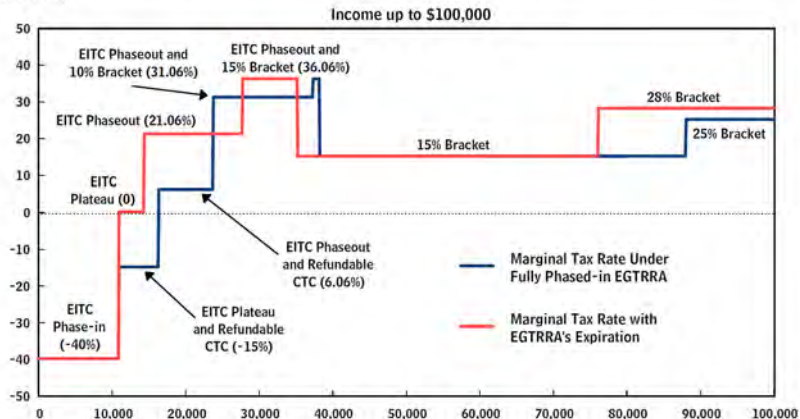 Income up to $100,000
50
40
30
20
10
0
-10
-20
-30
-40
-50
EITC Phaseout and
10% Bracket (31.06%)
EITC Phaseout and
15% Bracket (36.06%)
28% Bracket
EITC Phaseout (21.06%)
25% Bracket
15% Bracket
EITC
Plateau (0)
EITC Phaseout
and Refundable
CTC (6.06%)
Marginal Tax Rate Under
Fully Phased-in EGTRRA
EITC
Phase-in
(-40%)
EITC Plateau
and Refundable
CTC (-15%)
Marginal Tax Rate with
EGTRRA's Expiration
0
10,000
20,000
30,000
40,000
50,000
60,000
70,000
80,000
90,000
100,000